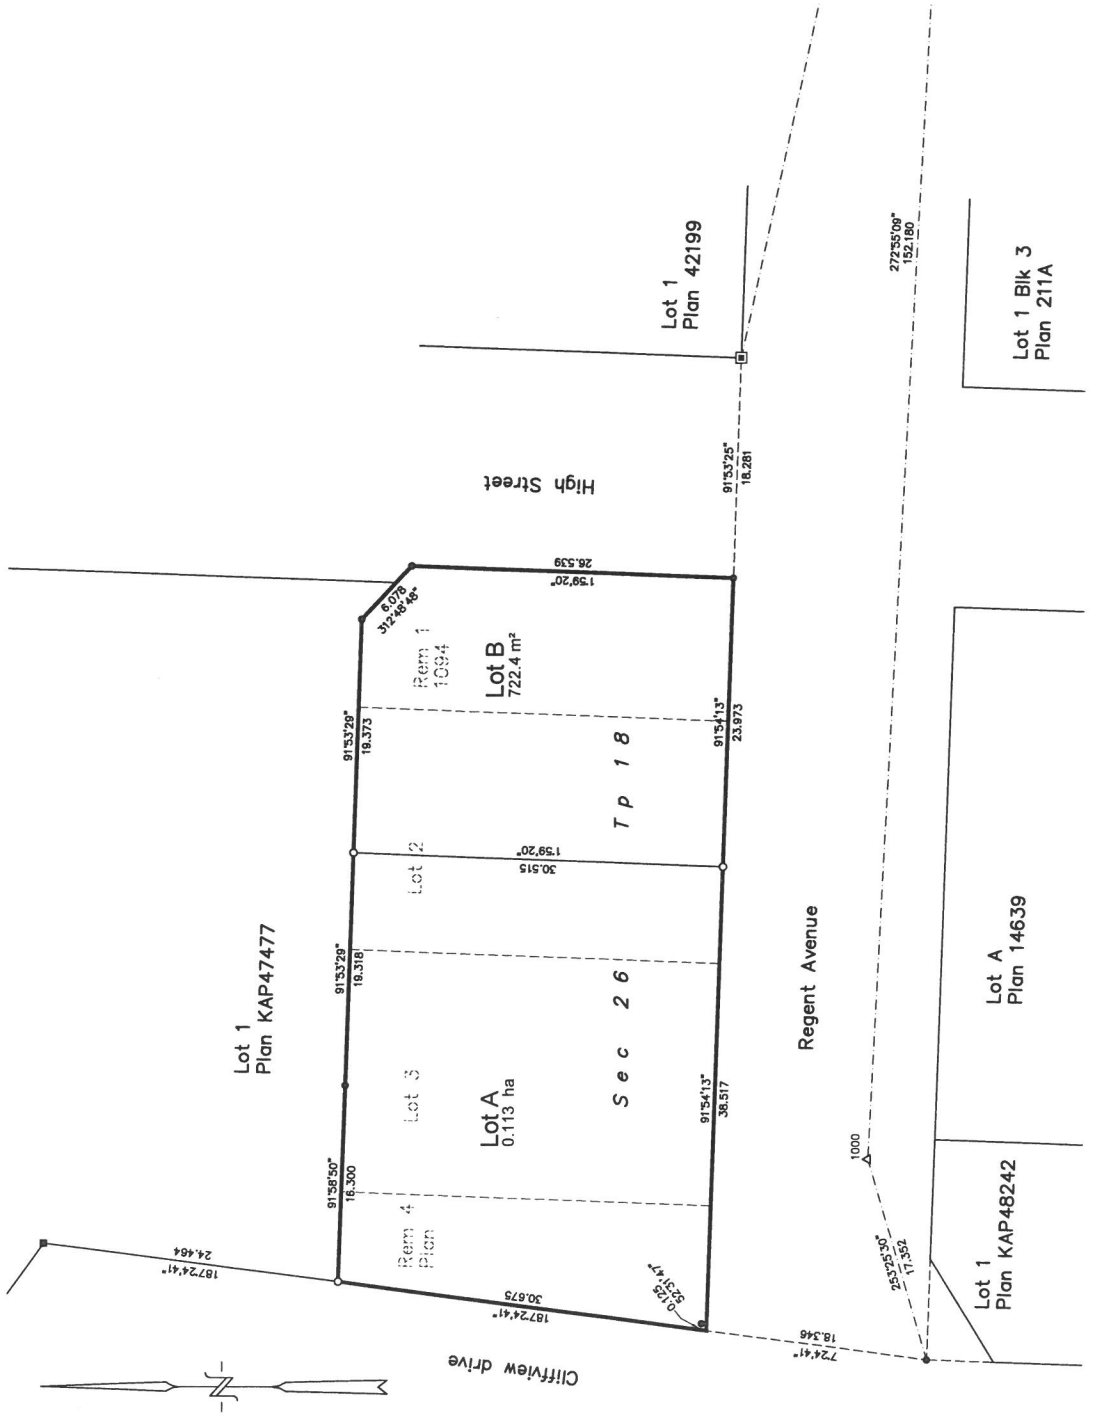 N
24.464
187°24'41"
Lot 1
Plan KAP47477
91°58'50"
16.300
91°53'29"
19.318
91°53'29"
19.373
6.078
312°48'48"
Rem 4
Plan
Lot 3
Lot 2
Rem 1
1094
Lot A
0.113 ha
Lot B
722.4 m²
30.675
187°24'41"
1°59'20"
30.515
26.539
1°59'20"
Sec 26
Tp 18
0.125
52°31'47"
91°54'13"
38.517
91°54'13"
23.973
Cliffview drive
High Street
Lot 1
Plan 42199
91°53'25"
18.281
18.346
7°24'41"
Regent Avenue
1000
253°25'30"
17.352
272°55'09"
152.180
Lot 1
Plan KAP48242
Lot A
Plan 14639
Lot 1 Blk 3
Plan 211A